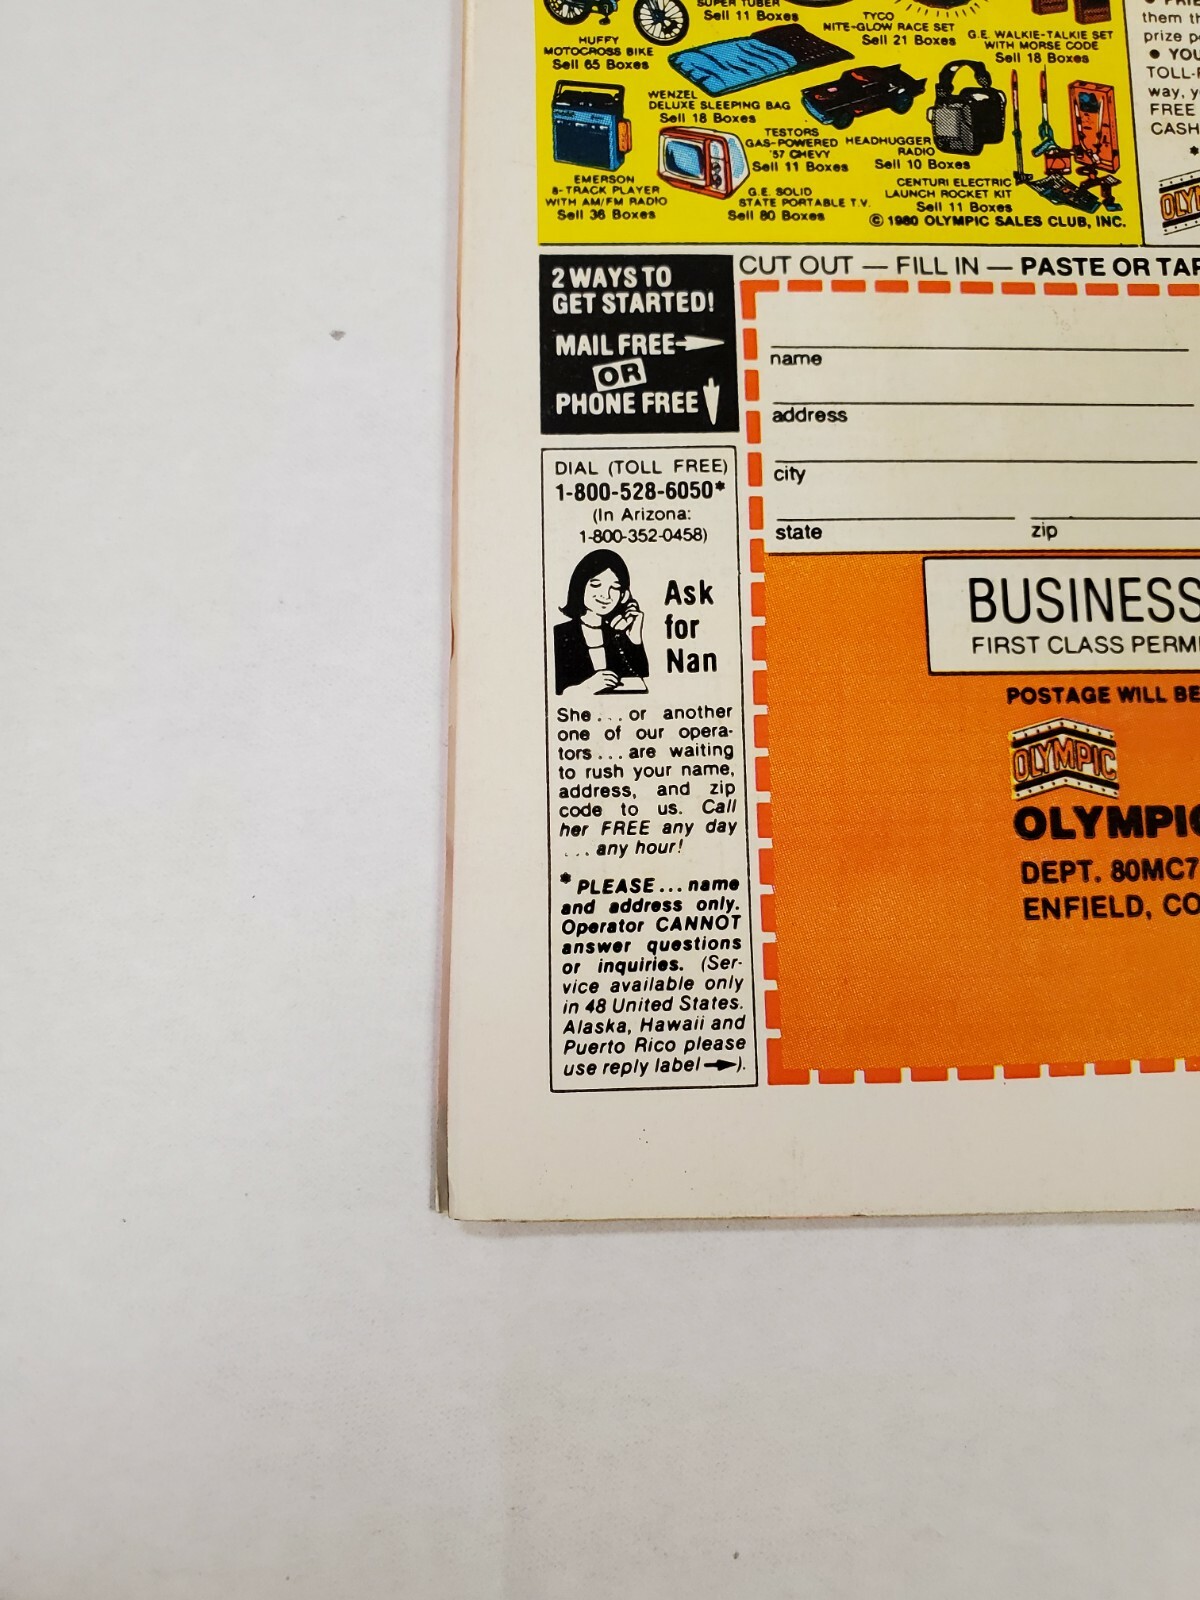 SUPER TUBER
Sell 11 Boxes
TYCO
NITE-GLOW RACE SET
Sell 21 Boxes
G.E. WALKIE-TALKIE SET
WITH MORSE CODE
Sell 18 Boxes
HUFFY
MOTOCROSS BIKE
Sell 65 Boxes
WENZEL
DELUXE SLEEPING BAG
Sell 18 Boxes
TESTORS
GAS-POWERED
'57 CHEVY
Sell 11 Boxes
HEADHUGGER
RADIO
Sell 10 Boxes
EMERSON
8-TRACK PLAYER
WITH AM/FM RADIO
Sell 36 Boxes
G.E. SOLID
STATE PORTABLE T.V.
Sell 80 Boxes
CENTURI ELECTRIC
LAUNCH ROCKET KIT
Sell 11 Boxes
© 1980 OLYMPIC SALES CLUB, INC.
them
prize
● YOU
TOLL-
way,
FREE
CASH
*
2 WAYS TO
GET STARTED!
MAIL FREE
OR
PHONE FREE
CUT OUT — FILL IN — PASTE OR
name
address
city
state zip
DIAL (TOLL FREE)
1-800-528-6050*
(In Arizona:
1-800-352-0458)
Ask
for
Nan
She... or another
one of our opera-
tors... are waiting
to rush your name,
address, and zip
code to us. Call
her FREE any day
... any hour!
* PLEASE... name
and address only.
Operator CANNOT
answer questions
or inquiries. (Ser-
vice available only
in 48 United States.
Alaska, Hawaii and
Puerto Rico please
use reply label →).
BUSINESS
FIRST CLASS PERM
POSTAGE WILL BE
OLYMPIC
OLYMPIC
DEPT. 80MC7
ENFIELD, CO